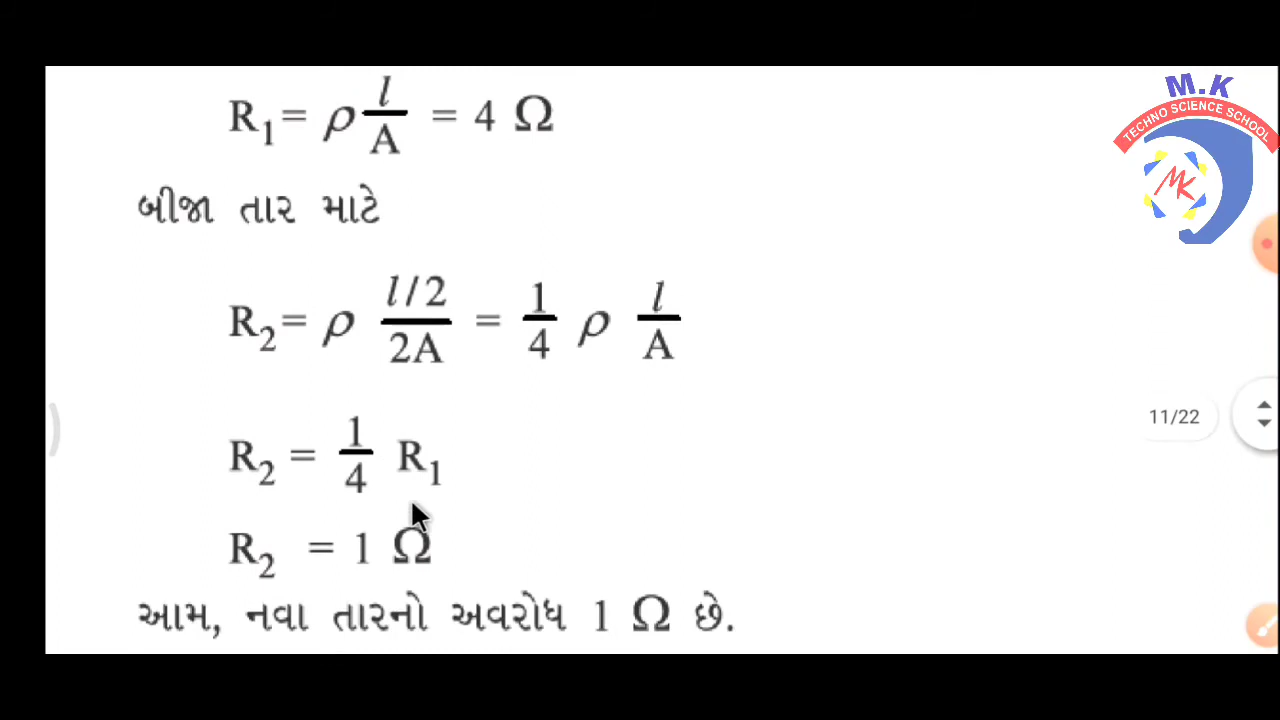 M.K
TECHNO SCIENCE SCHOOL
MK
R₁ = ρ l/A = 4 Ω
બીજા તાર માટે
R₂ = ρ (l/2)/(2A) = 1/4 ρ l/A
R₂ = 1/4 R₁
11/22
R₂ = 1 Ω
આમ, નવા તારનો અવરોધ 1 Ω છે.